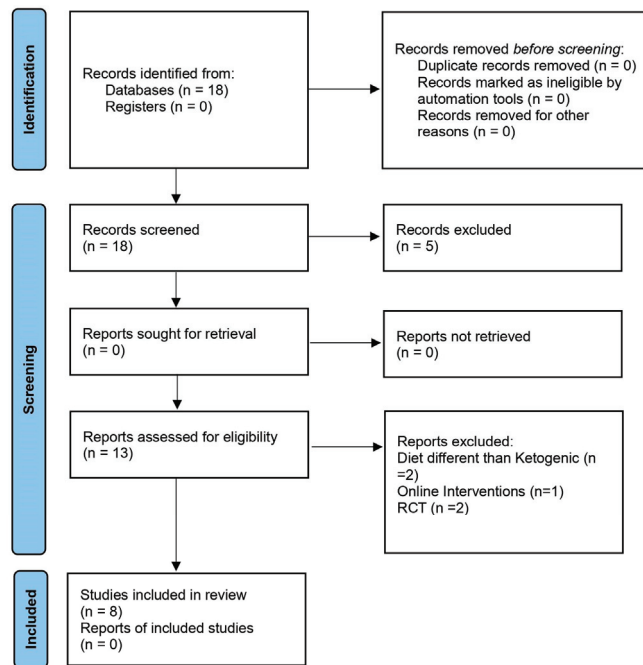 Identification
Records identified from:
Databases (n = 18)
Registers (n = 0)
Records removed before screening:
Duplicate records removed (n = 0)
Records marked as ineligible by
automation tools (n = 0)
Records removed for other
reasons (n = 0)
Screening
Records screened
(n = 18)
Records excluded
(n = 5)
Reports sought for retrieval
(n = 0)
Reports not retrieved
(n = 0)
Reports assessed for eligibility
(n = 13)
Reports excluded:
Diet different than Ketogenic (n
=2)
Online Interventions (n=1)
RCT (n =2)
Included
Studies included in review
(n = 8)
Reports of included studies
(n = 0)